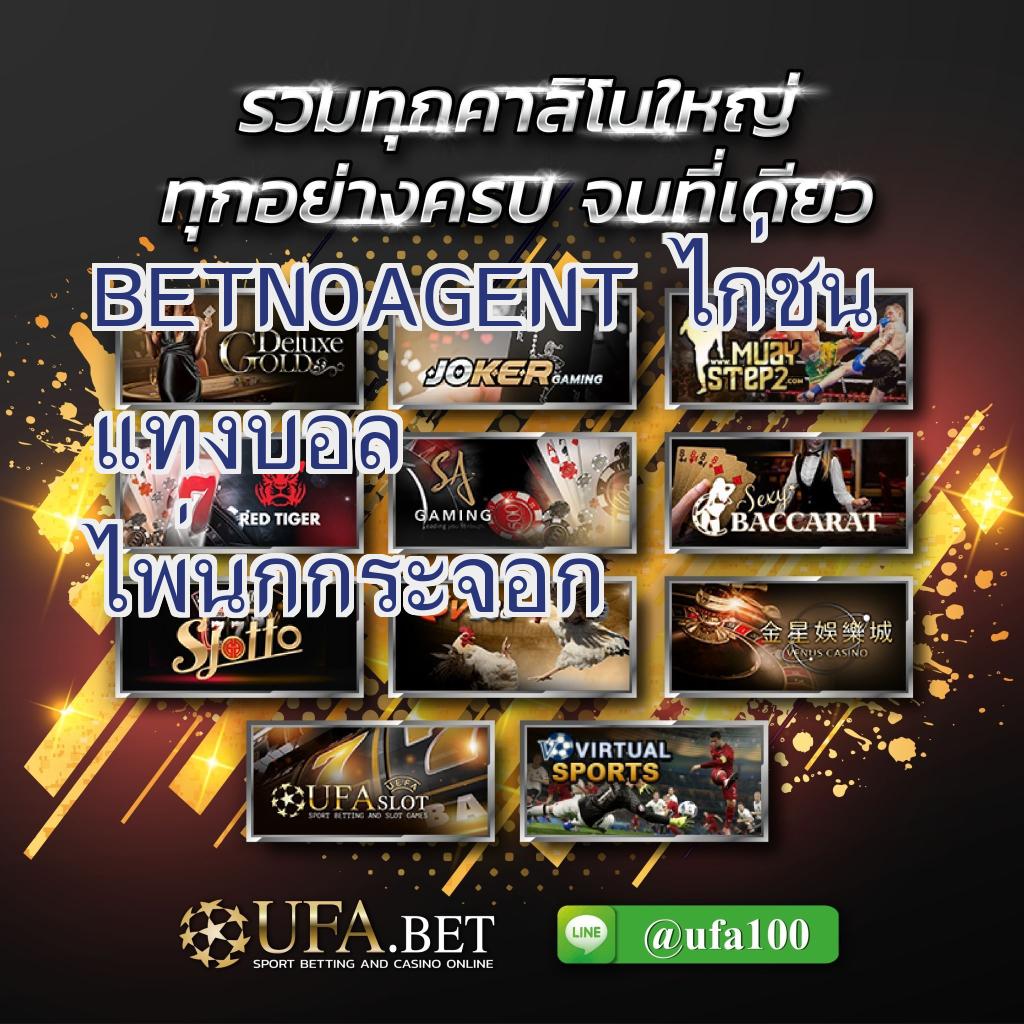 รวมทุกคาสิโนใหญ่
ทุกอย่างครบ จบที่เดียว
BETNOAGENT ไก่ชน
Deluxe
GOLD
JOKER GAMING
WWW.MUAY
STEP2.COM
แท่งบอล
7
RED TIGER
SA
GAMING
Sexy
BACCARAT
ไพ่นกกระจอก
Sjotto
金星娛樂城
VENUS CASINO
UEFA
UFA SLOT
SPORT BETTING AND SLOT GAMES
VIRTUAL
SPORTS
UFA.BET
SPORT BETTING AND CASINO ONLINE
LINE
@ufa100